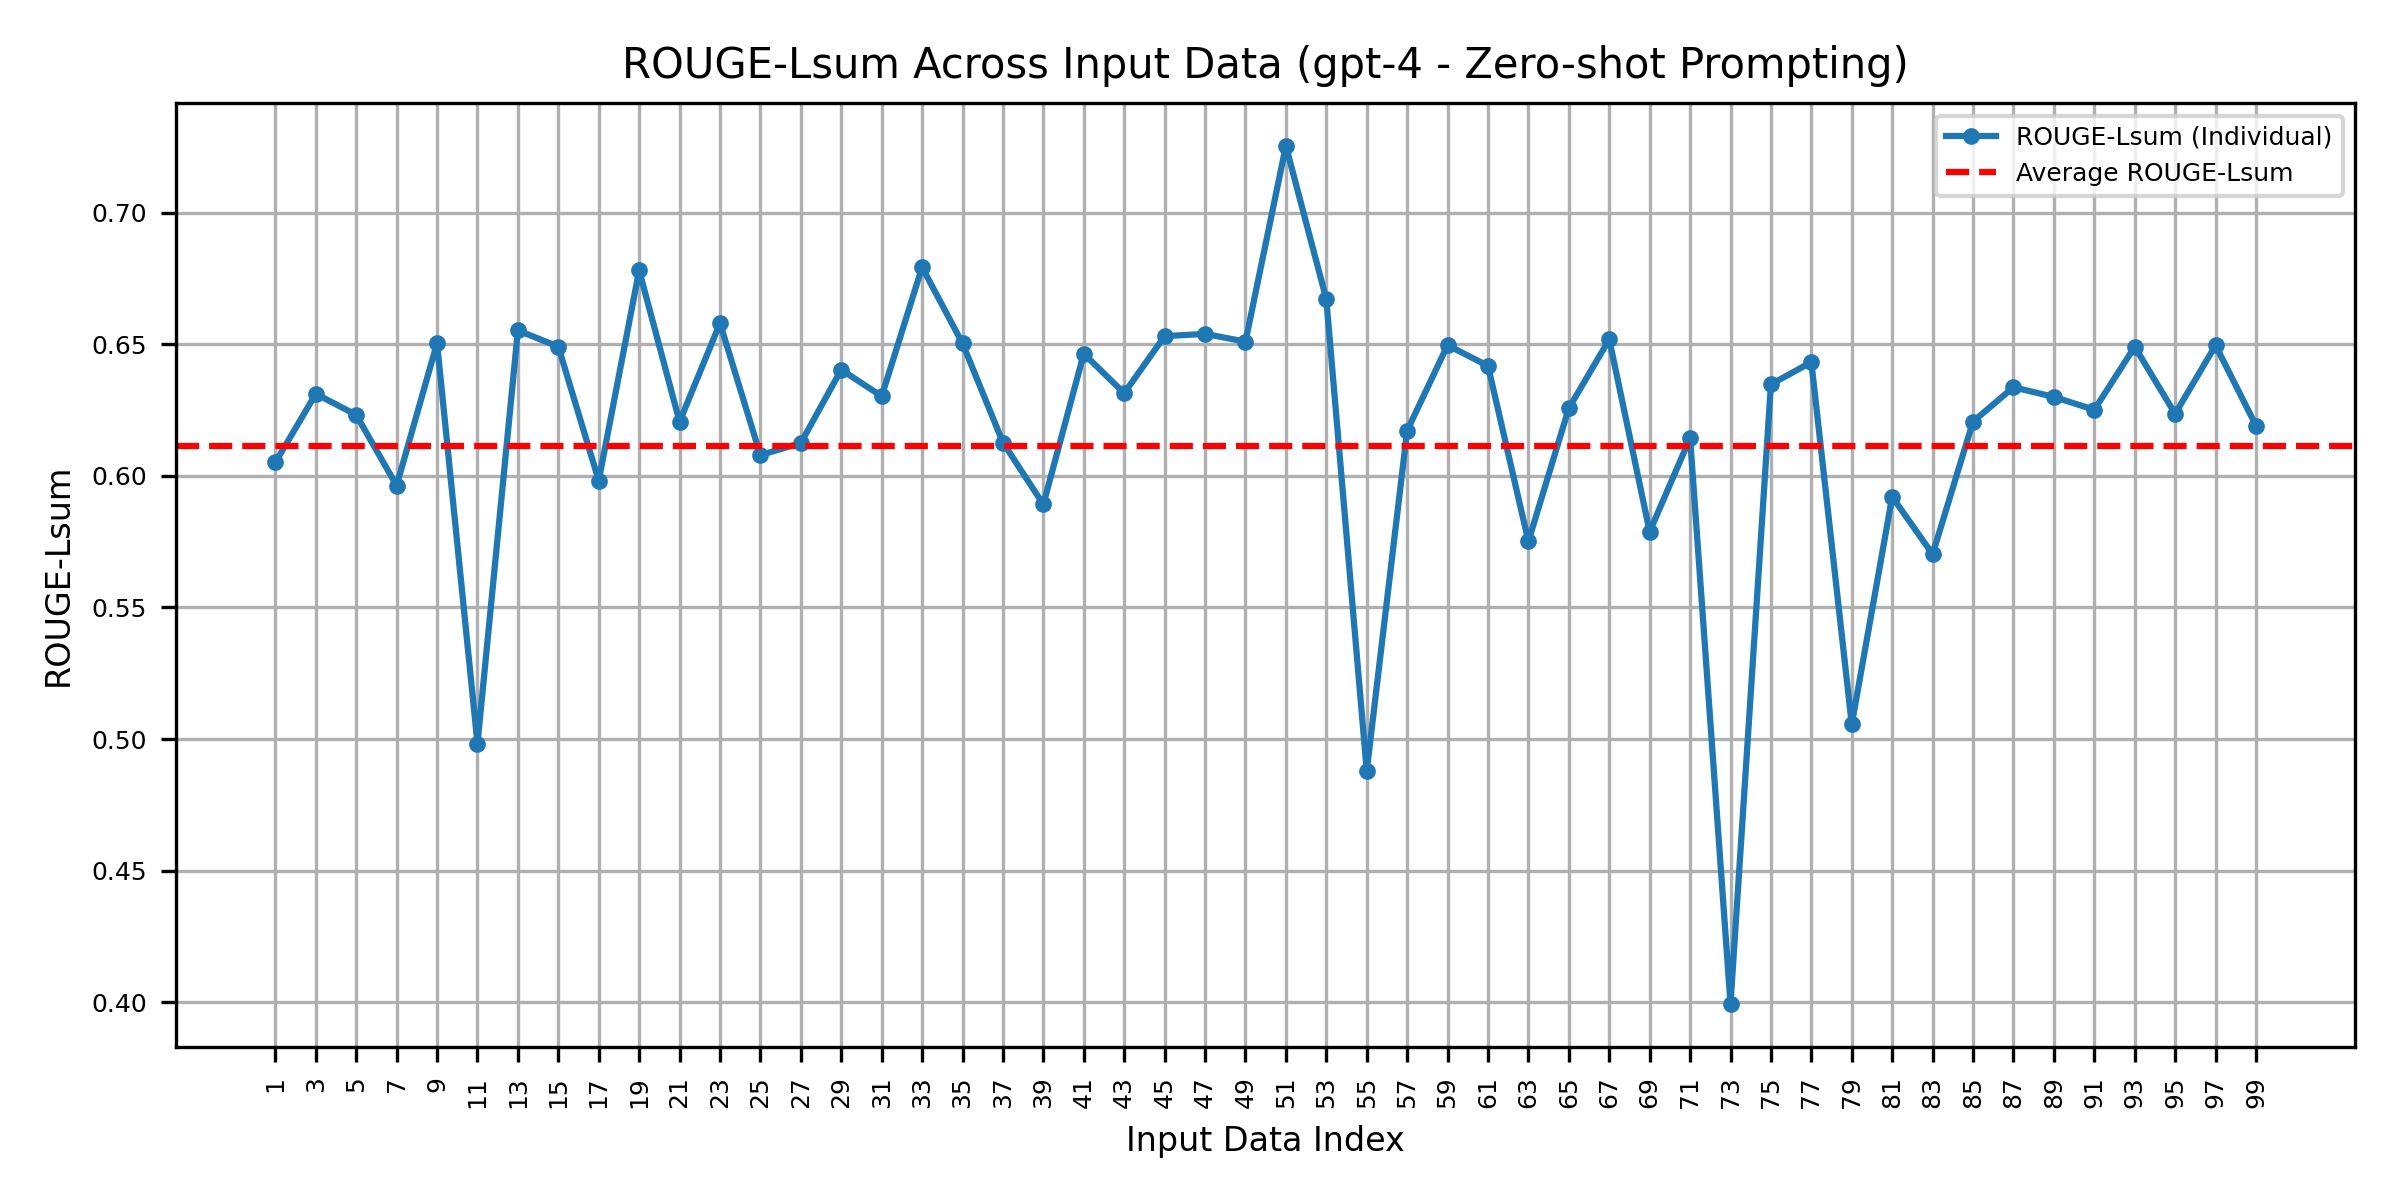 ROUGE-Lsum Across Input Data (gpt-4 - Zero-shot Prompting)
ROUGE-Lsum (Individual)
Average ROUGE-Lsum
ROUGE-Lsum
0.70
0.65
0.60
0.55
0.50
0.45
0.40
1 3 5 7 9 11 13 15 17 19 21 23 25 27 29 31 33 35 37 39 41 43 45 47 49 51 53 55 57 59 61 63 65 67 69 71 73 75 77 79 81 83 85 87 89 91 93 95 97 99
Input Data Index